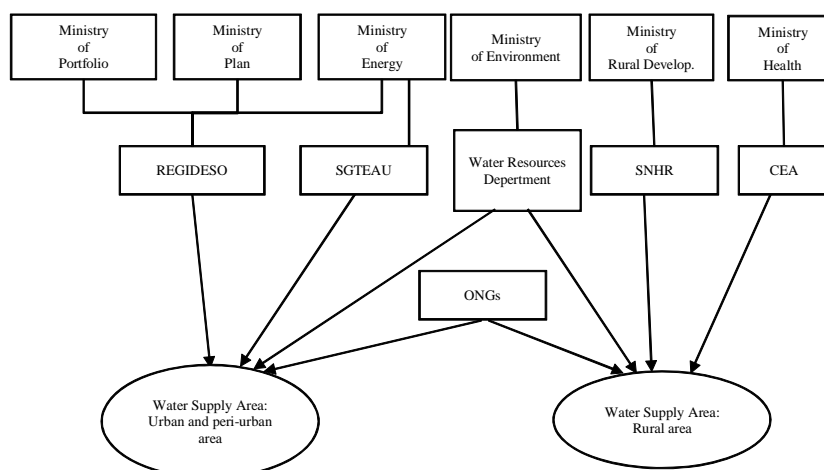 Ministry
of
Portfolio
Ministry
of
Plan
Ministry
of
Energy
Ministry
of Environment
Ministry
of
Rural Develop.
Ministry
of
Health
REGIDESO
SGTEAU
Water Resources
Depertment
SNHR
CEA
ONGs
Water Supply Area:
Urban and peri-urban
area
Water Supply Area:
Rural area